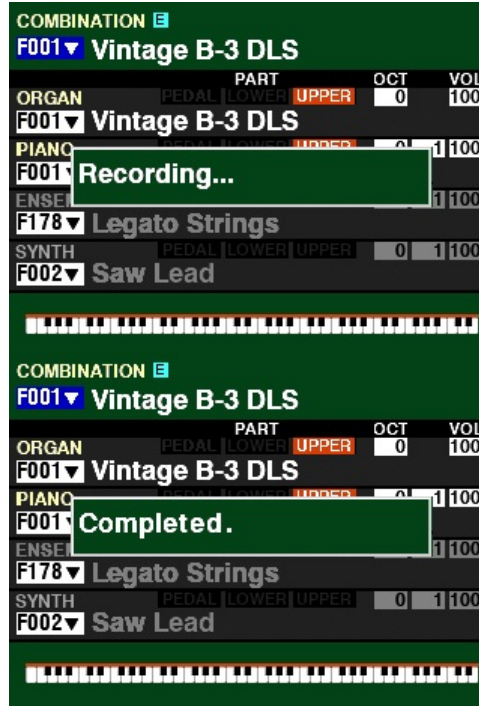 COMBINATION E
F001▼ Vintage B-3 DLS
PART OCT VOL
ORGAN PEDAL LOWER UPPER 0 100
F001▼ Vintage B-3 DLS
PIANO 1 100
F001
Recording...
100
F178▼ Legato Strings
SYNTH PEDAL LOWER UPPER 0 1 100
F002▼ Saw Lead
COMBINATION E
F001▼ Vintage B-3 DLS
PART OCT VOL
ORGAN PEDAL LOWER UPPER 0 100
F001▼ Vintage B-3 DLS
PIANO 1 100
F001
Completed.
1 100
F178▼ Legato Strings
SYNTH PEDAL LOWER UPPER 0 1 100
F002▼ Saw Lead